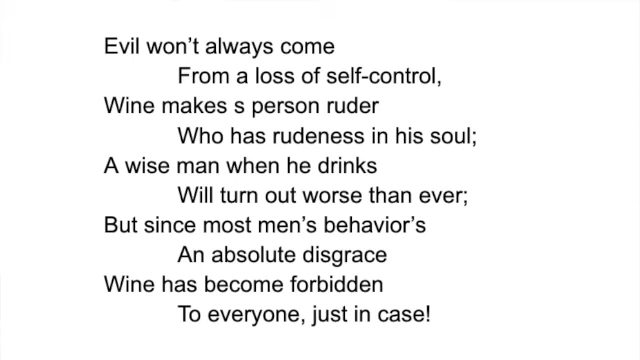 Evil won't always come
From a loss of self-control,
Wine makes s person ruder
Who has rudeness in his soul;
A wise man when he drinks
Will turn out worse than ever;
But since most men's behavior's
An absolute disgrace
Wine has become forbidden
To everyone, just in case!